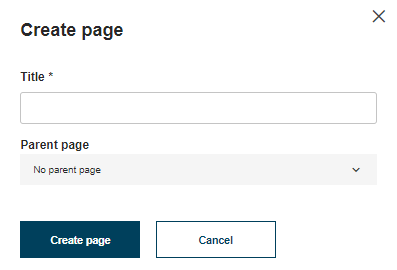 Create page
Title *
Parent page
No parent page
Create page
Cancel